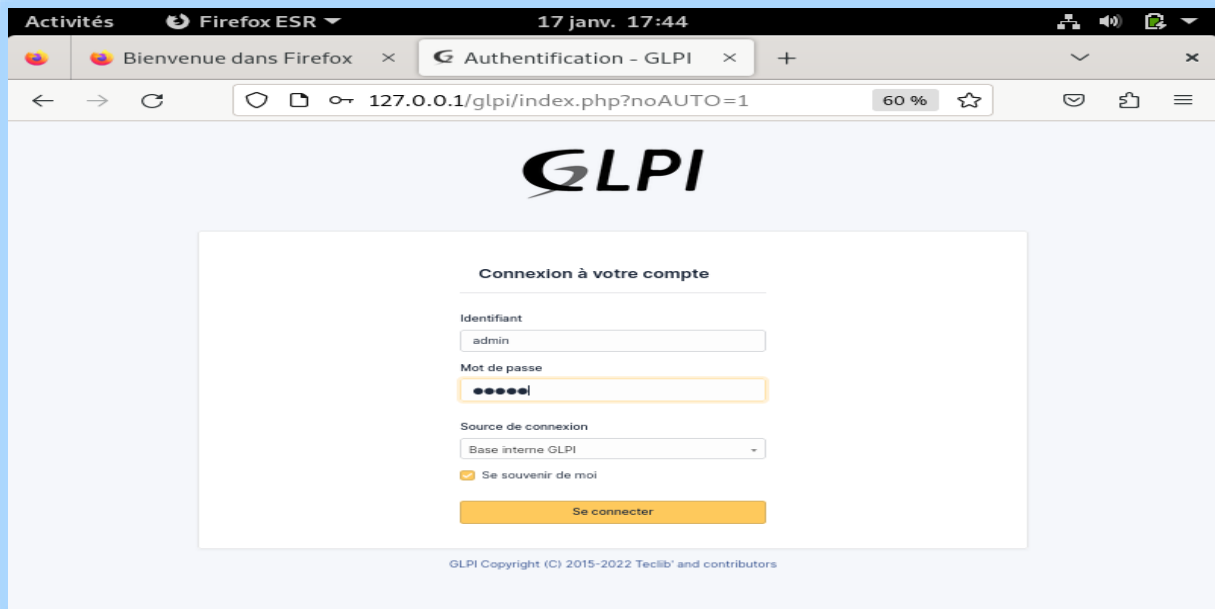 Activités Firefox ESR 17 janv. 17:44
Bienvenue dans Firefox Authentification - GLPI
127.0.0.1/glpi/index.php?noAUTO=1 60 %
GLPI
Connexion à votre compte
Identifiant
admin
Mot de passe
●●●●●
Source de connexion
Base interne GLPI
Se souvenir de moi
Se connecter
GLPI Copyright (C) 2015-2022 Teclib' and contributors